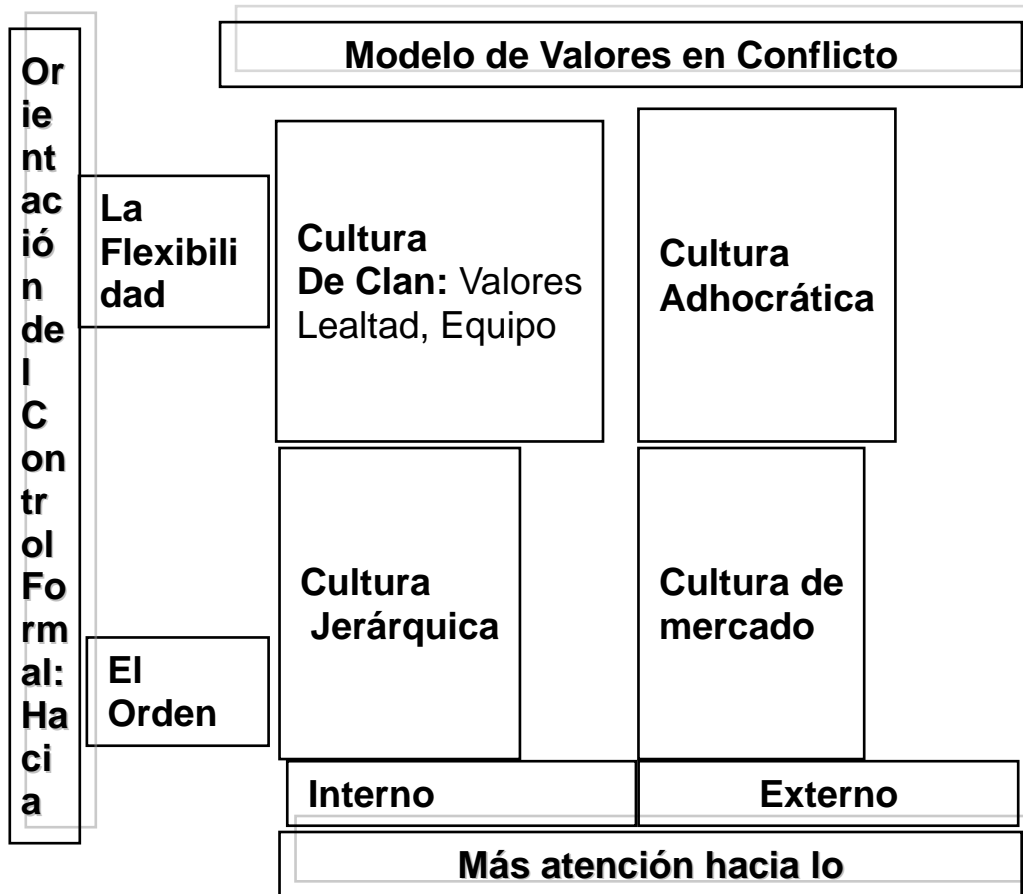 Modelo de Valores en Conflicto
Or
ie
nt
ac
ió
n
de
l
C
on
tr
ol
Fo
rm
al:
Ha
ci
a
La
Flexibili
dad
Cultura
De Clan: Valores
Lealtad, Equipo
Cultura
Adhocrática
El
Orden
Cultura
Jerárquica
Cultura de
mercado
Interno
Externo
Más atención hacia lo